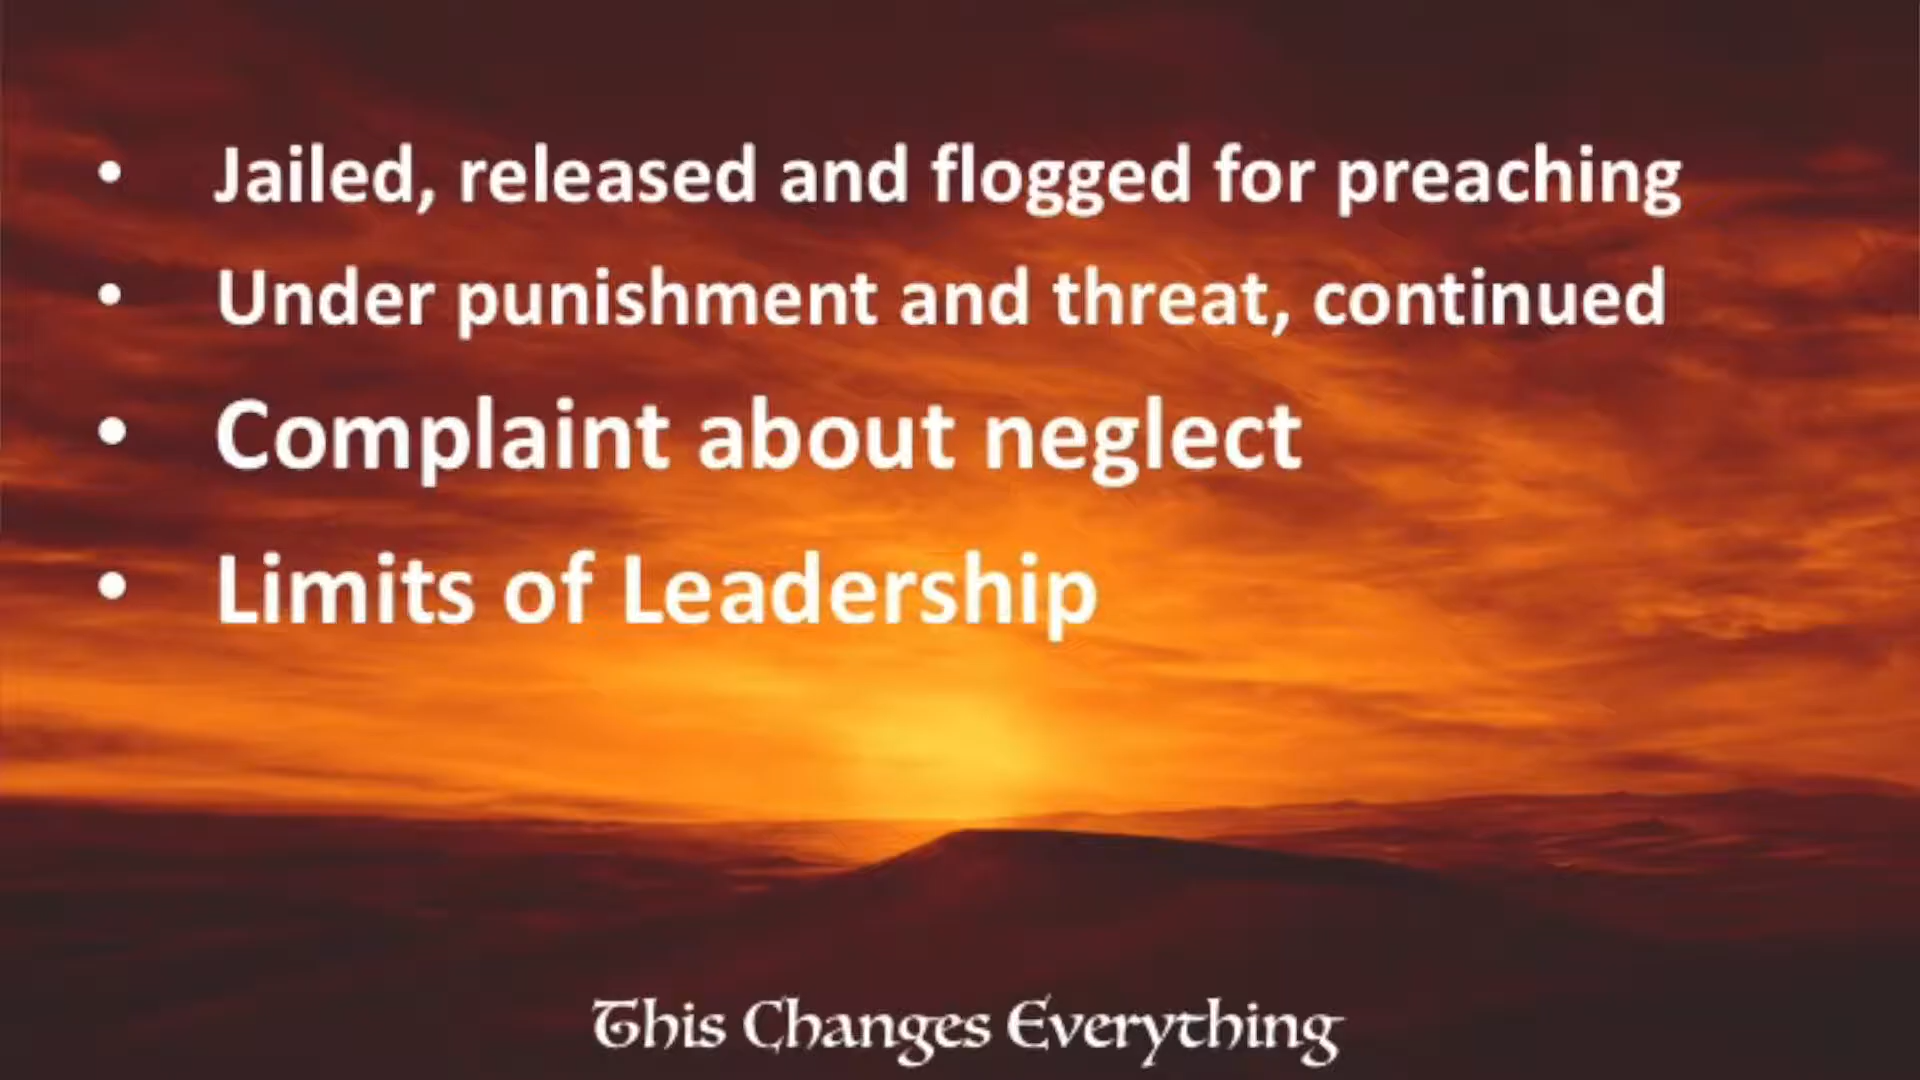 • Jailed, released and flogged for preaching
• Under punishment and threat, continued
• Complaint about neglect
• Limits of Leadership
This Changes Everything